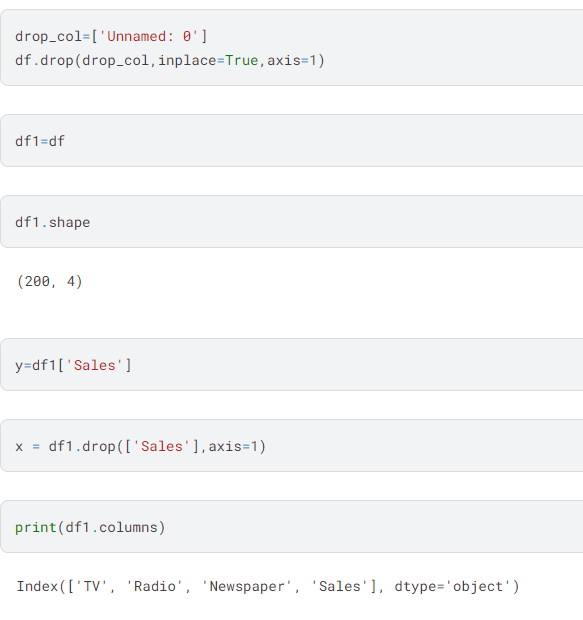 drop_col=['Unnamed: 0']
df.drop(drop_col,inplace=True,axis=1)
df1=df
df1.shape
(200, 4)
y=df1['Sales']
x = df1.drop(['Sales'],axis=1)
print(df1.columns)
Index(['TV', 'Radio', 'Newspaper', 'Sales'], dtype='object')